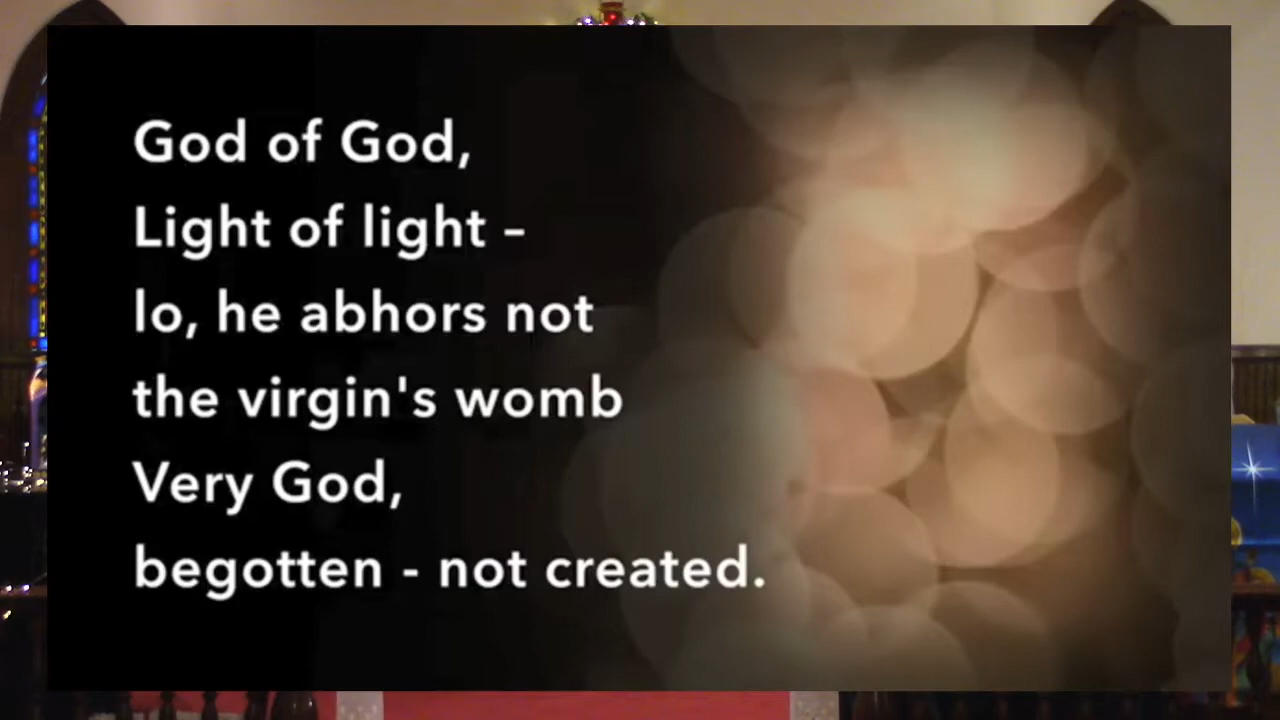 God of God,
Light of light –
lo, he abhors not
the virgin's womb
Very God,
begotten - not created.